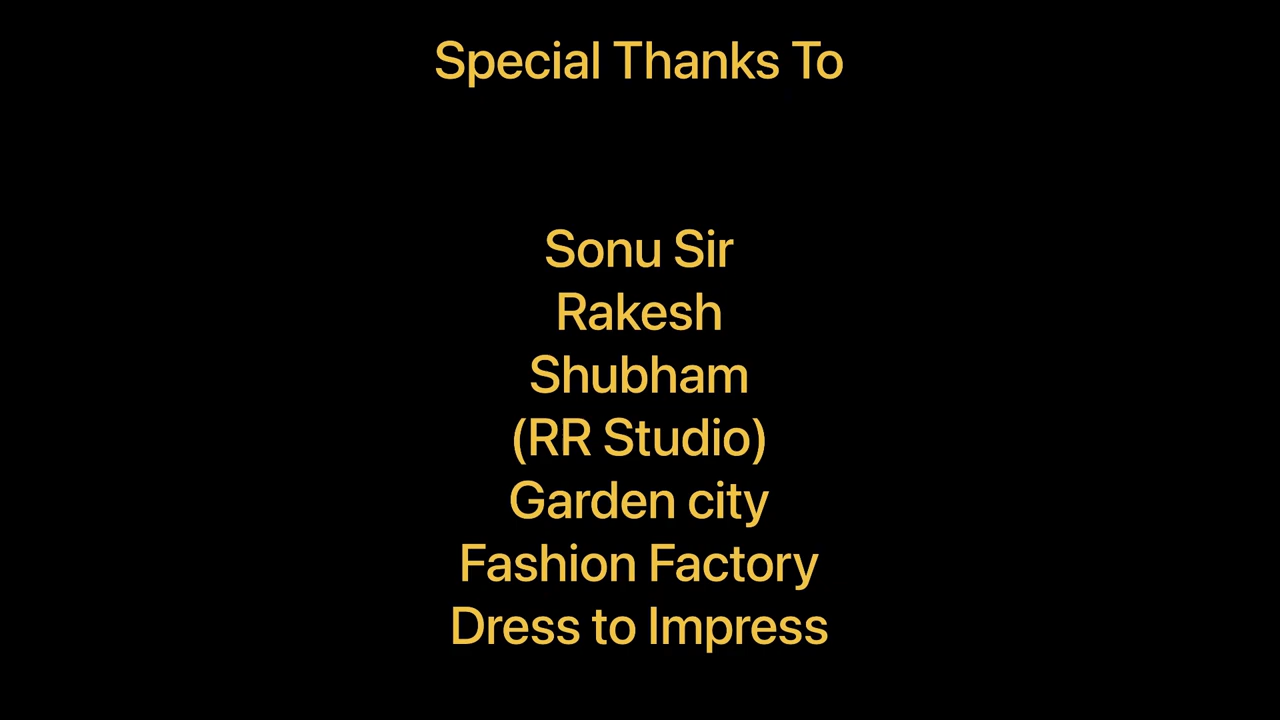 Special Thanks To
Sonu Sir
Rakesh
Shubham
(RR Studio)
Garden city
Fashion Factory
Dress to Impress